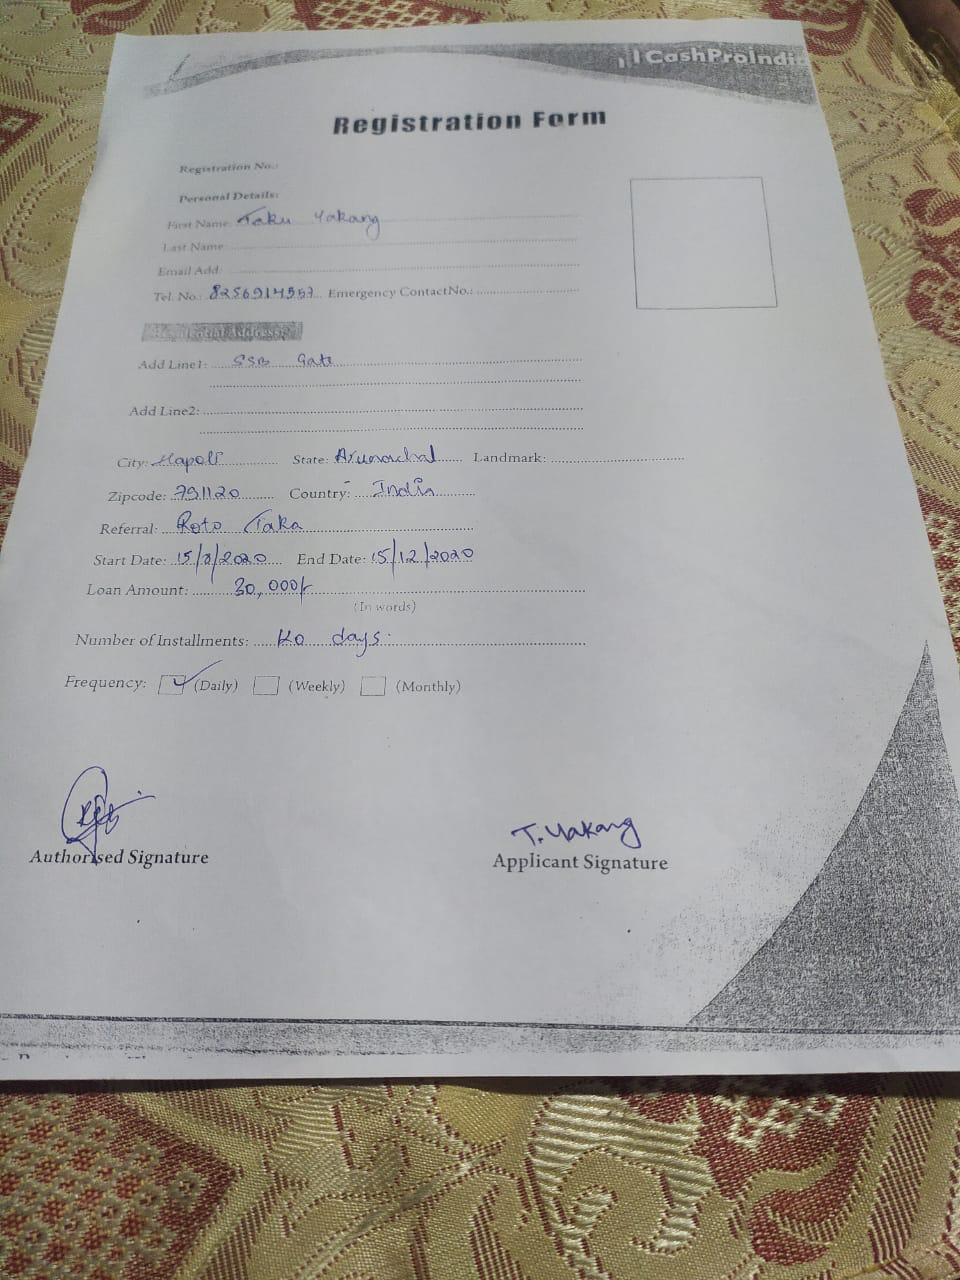 CashProIndi
Registration Form
Registration No.:
Personal Details:
First Name: Taku Yakang
Last Name
Email Add:
Tel. No.: 8256914557 Emergency ContactNo.:
Add Line1: SSB Gate
Add Line2:
City: Hapoli State: Arunachal Landmark:
Zipcode: 791120 Country: India
Referral: Roto Taka
Start Date: 15/8/2020 End Date: 15/12/2020
Loan Amount: 30,000/-
(In words)
Number of Installments: days.
Frequency: (Daily) (Weekly) (Monthly)
T. Yakang
Authorised Signature Applicant Signature